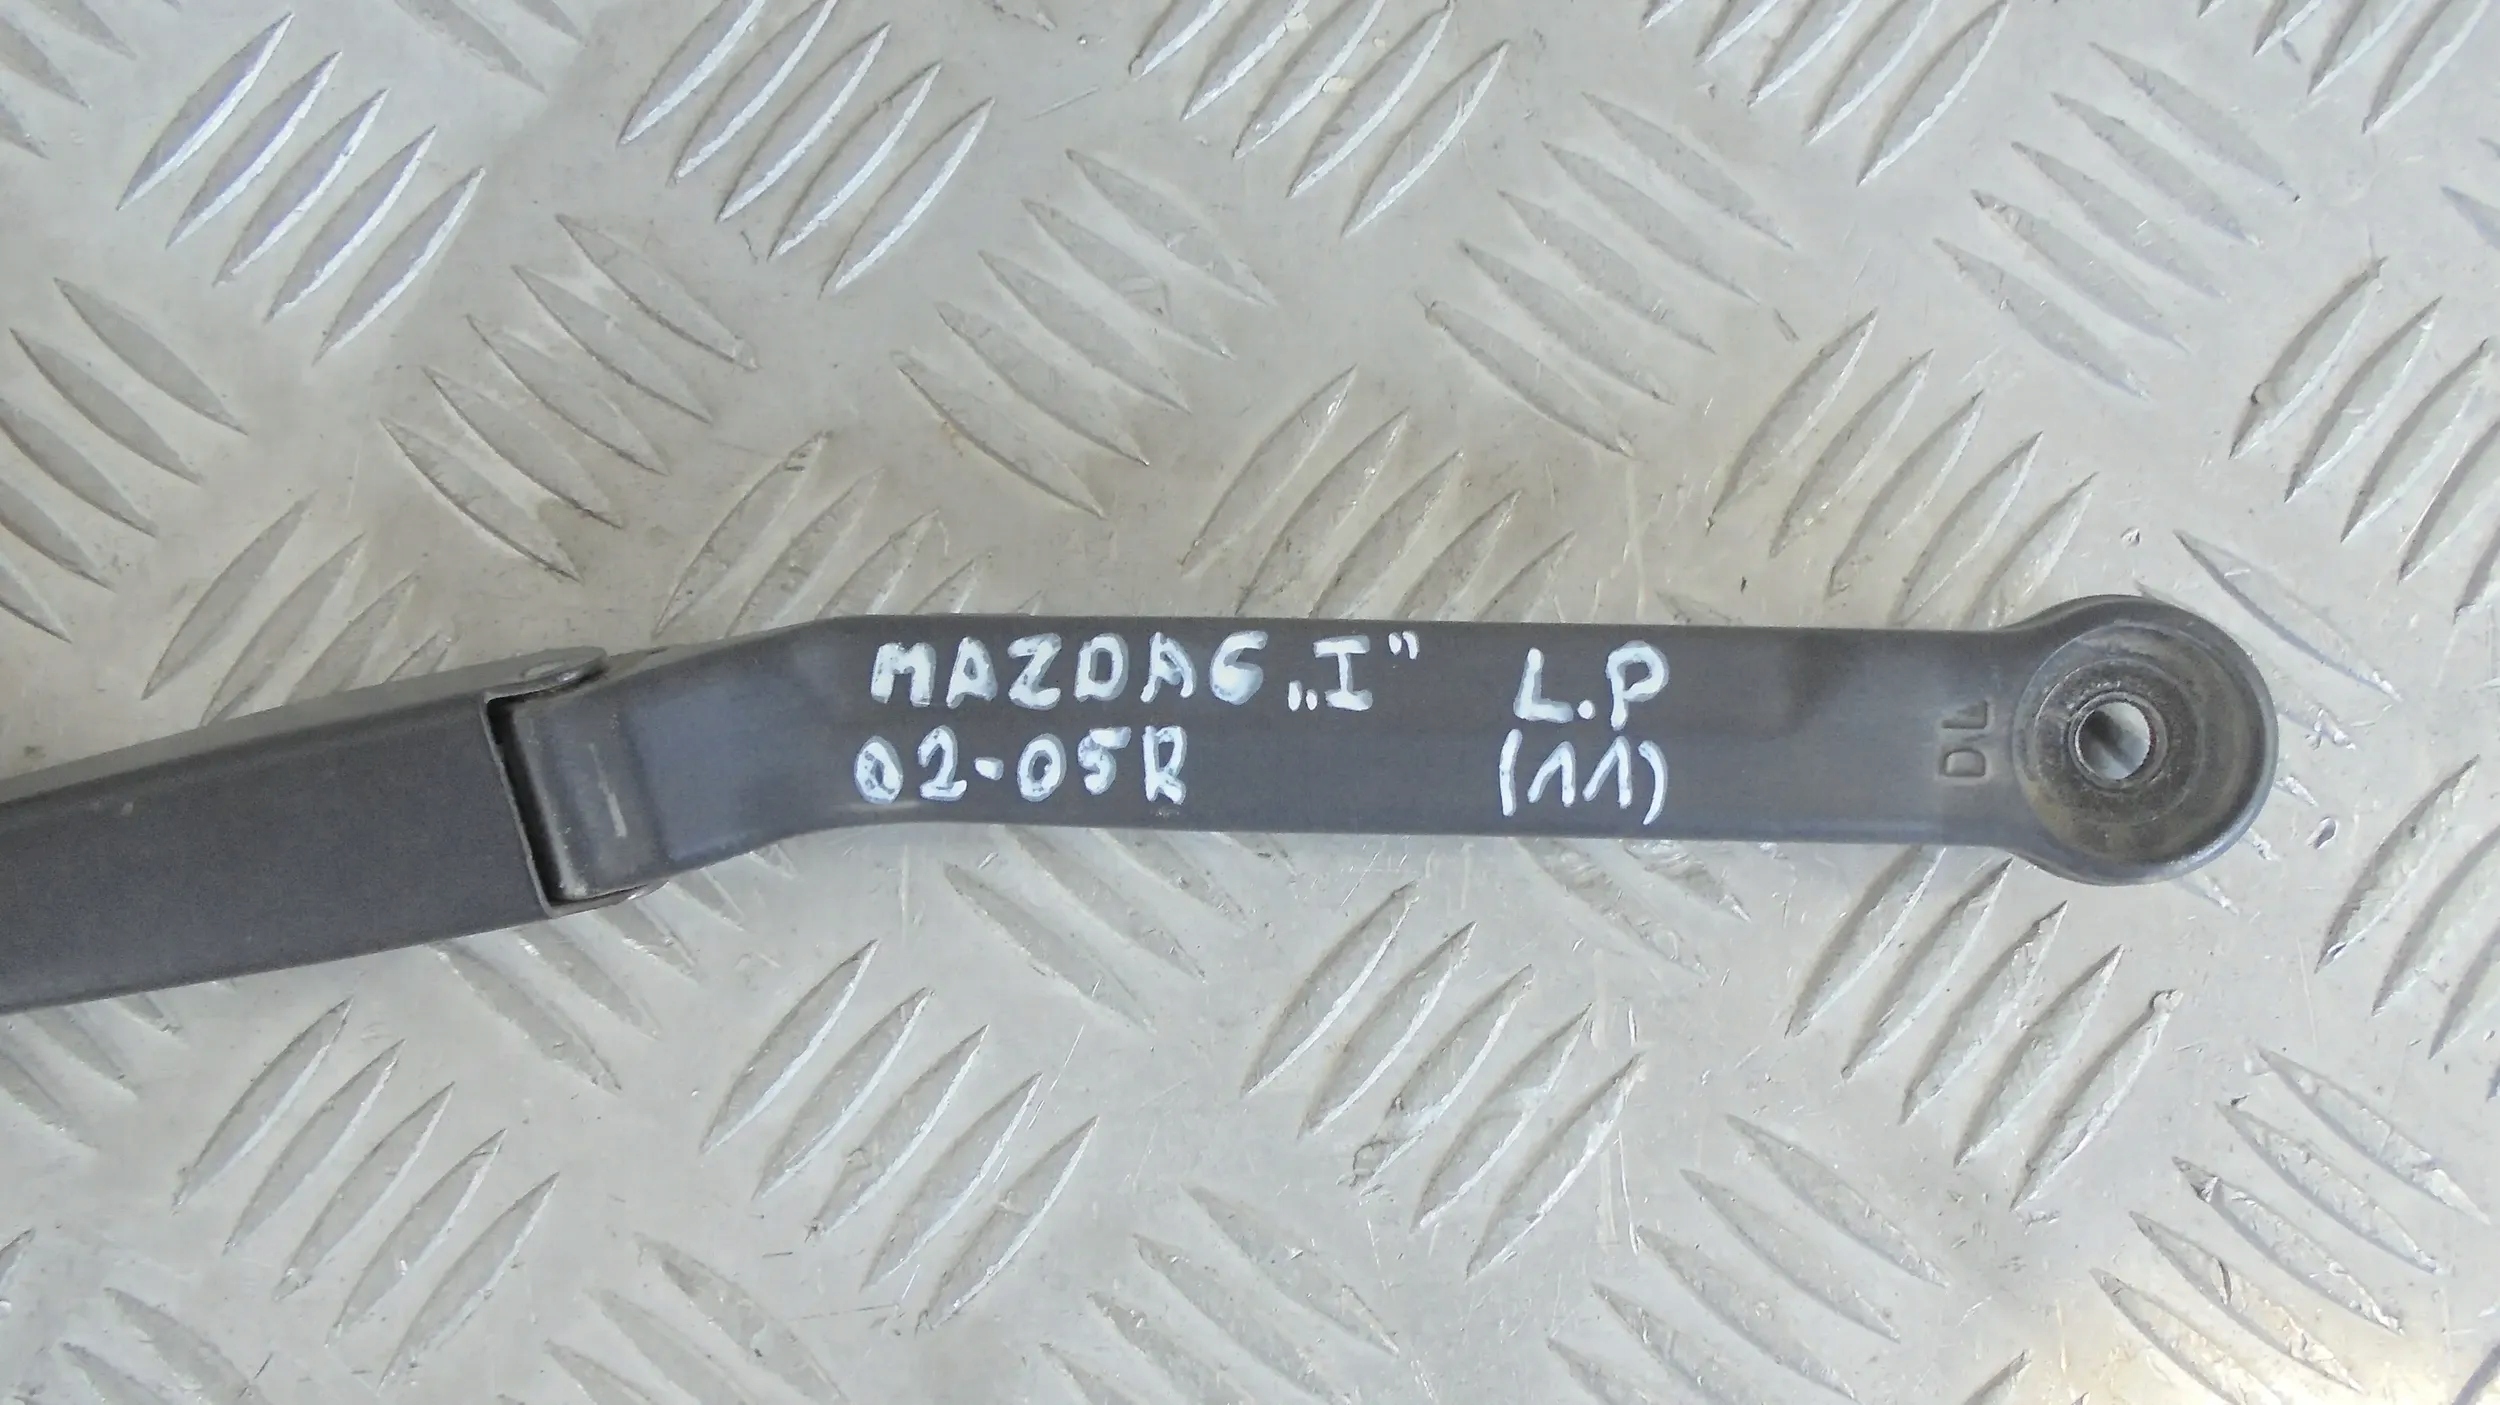 MAZDA6 „I” L.P
02-05R (11)
DL